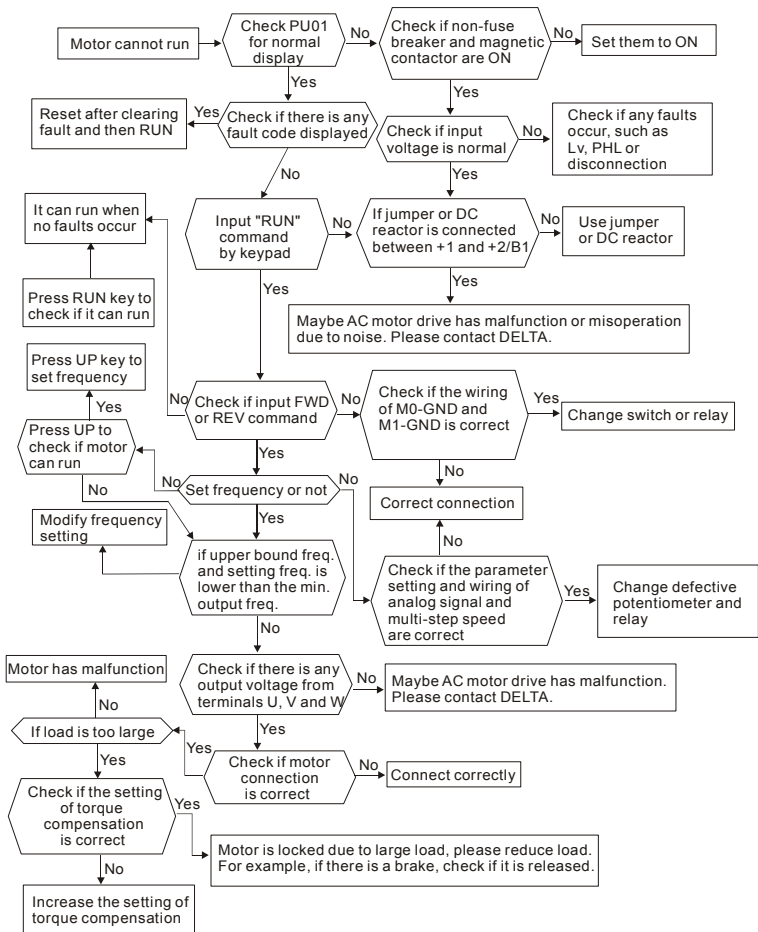 Motor cannot run
Check PU01
for normal
display
No
Check if non-fuse
breaker and magnetic
contactor are ON
No
Set them to ON
Yes
Yes
Reset after clearing
fault and then RUN
Yes
Check if there is any
fault code displayed
Check if input
voltage is normal
No
Check if any faults
occur, such as
Lv, PHL or
disconnection
No
Yes
It can run when
no faults occur
Input "RUN"
command
by keypad
No
If jumper or DC
reactor is connected
between +1 and +2/B1
No
Use jumper
or DC reactor
Press RUN key to
check if it can run
Yes
Yes
Maybe AC motor drive has malfunction or misoperation
due to noise. Please contact DELTA.
Press UP key to
set frequency
No
Check if input FWD
or REV command
No
Check if the wiring
of M0-GND and
M1-GND is correct
Yes
Change switch or relay
Yes
Press UP to
check if motor
can run
Yes
No
No
Set frequency or not
No
Correct connection
No
Yes
No
Modify frequency
setting
if upper bound freq.
and setting freq. is
lower than the min.
output freq.
Check if the parameter
setting and wiring of
analog signal and
multi-step speed
are correct
Yes
Change defective
potentiometer and
relay
No
Motor has malfunction
Check if there is any
output voltage from
terminals U, V and W
No
Maybe AC motor drive has malfunction.
Please contact DELTA.
No
Yes
If load is too large
Yes
Check if motor
connection
is correct
No
Connect correctly
Yes
Check if the setting
of torque
compensation
is correct
Yes
Motor is locked due to large load, please reduce load.
For example, if there is a brake, check if it is released.
No
Increase the setting of
torque compensation